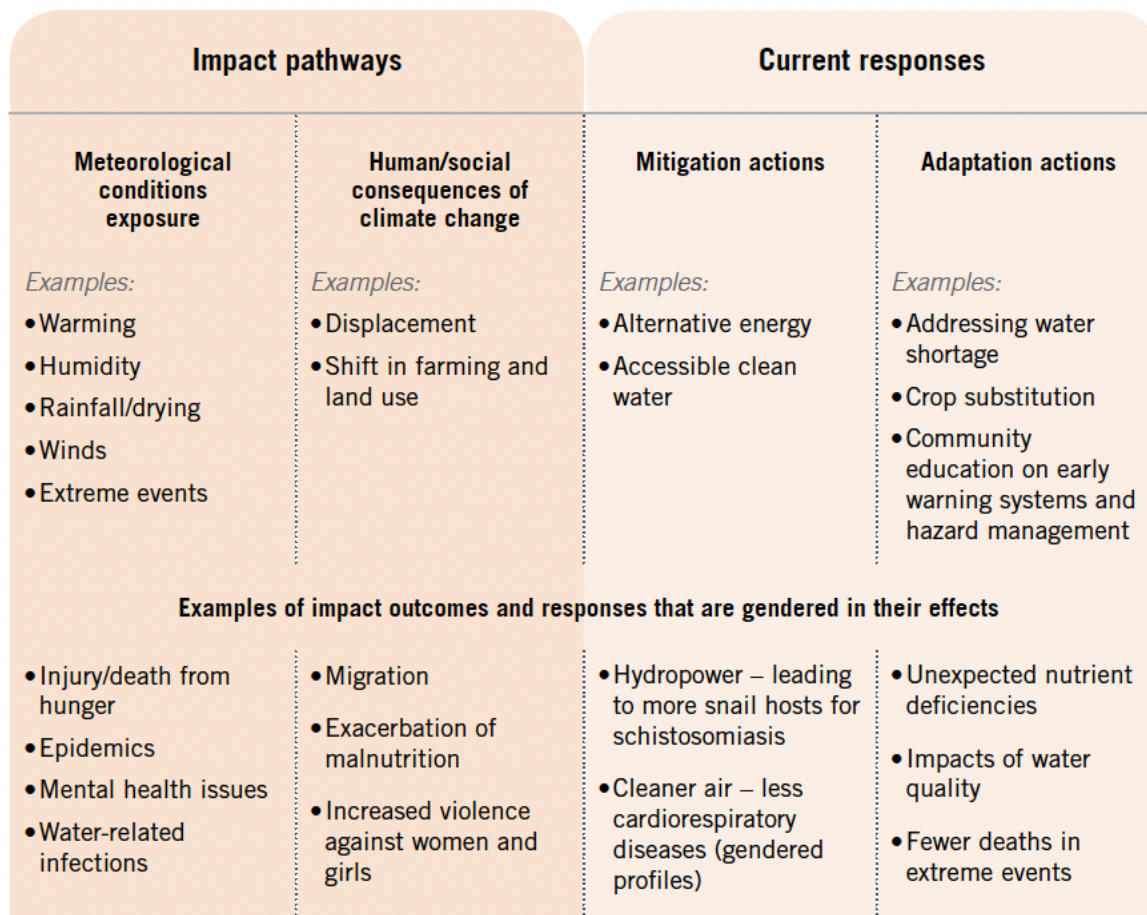 Impact pathways
Current responses
Meteorological
conditions
exposure
Examples:
•Warming
•Humidity
•Rainfall/drying
•Winds
•Extreme events
Human/social
consequences of
climate change
Examples:
•Displacement
•Shift in farming and
land use
Mitigation actions
Examples:
•Alternative energy
•Accessible clean
water
Adaptation actions
Examples:
•Addressing water
shortage
•Crop substitution
•Community
education on early
warning systems and
hazard management
Examples of impact outcomes and responses that are gendered in their effects
•Injury/death from
hunger
•Epidemics
•Mental health issues
•Water-related
infections
•Migration
•Exacerbation of
malnutrition
•Increased violence
against women and
girls
•Hydropower – leading
to more snail hosts for
schistosomiasis
•Cleaner air – less
cardiorespiratory
diseases (gendered
profiles)
•Unexpected nutrient
deficiencies
•Impacts of water
quality
•Fewer deaths in
extreme events